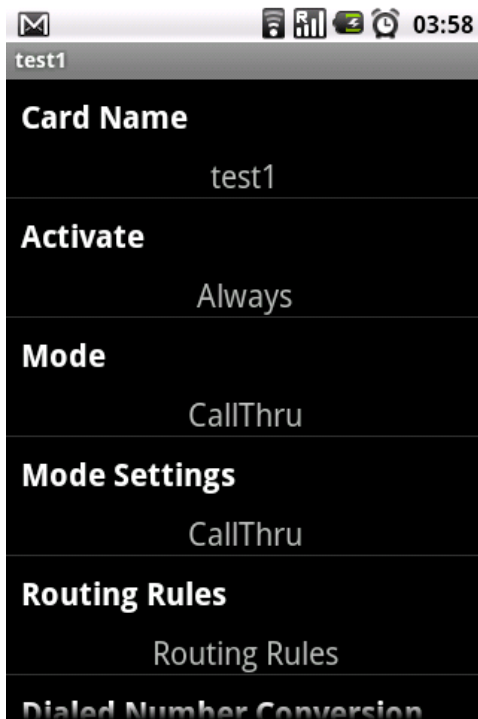 03:58
test1
Card Name
test1
Activate
Always
Mode
CallThru
Mode Settings
CallThru
Routing Rules
Routing Rules
Dialed Number Conversion